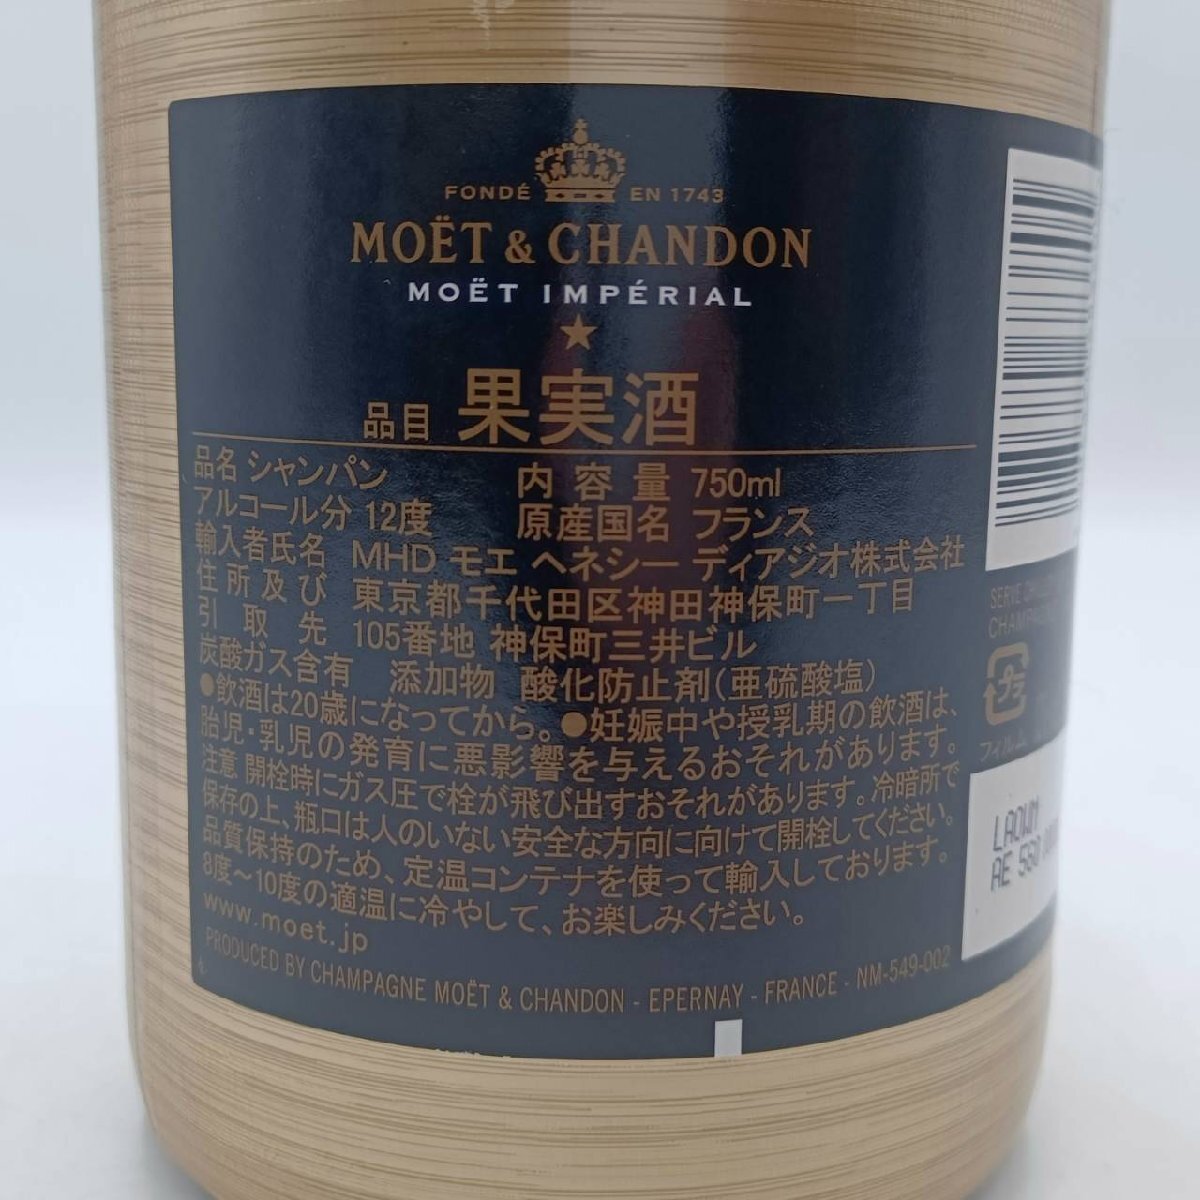 FONDÉ EN 1743
MOËT & CHANDON
MOËT IMPÉRIAL
品目 果実酒
品名 シャンパン 内容量 750ml
アルコール分 12度 原産国名 フランス
輸入者氏名 MHD モエ ヘネシー ディアジオ株式会社
住所及び 東京都千代田区神田神保町一丁目
引取先 105番地 神保町三井ビル
炭酸ガス含有 添加物 酸化防止剤(亜硫酸塩)
●飲酒は20歳になってから。●妊娠中や授乳期の飲酒は、
胎児・乳児の発育に悪影響を与えるおそれがあります。
注意 開栓時にガス圧で栓が飛び出すおそれがあります。冷暗所で
保存の上、瓶口は人のいない安全な方向に向けて開栓してください。
品質保持のため、定温コンテナを使って輸入しております。
8度～10度の適温に冷やして、お楽しみください。
www.moet.jp
PRODUCED BY CHAMPAGNE MOËT & CHANDON - EPERNAY - FRANCE - NM-549-002
SERVE
プラ
LAQWM
AE 560